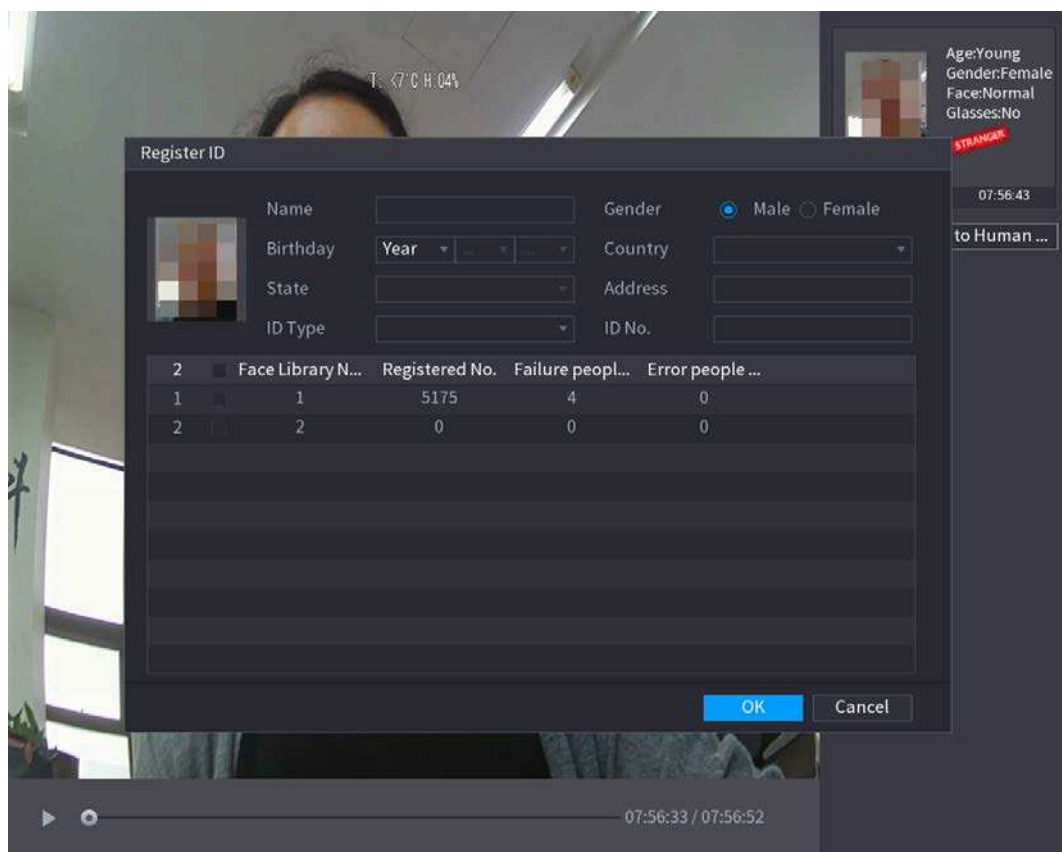 T: <7°C H:04%
Age:Young
Gender:Female
Face:Normal
Glasses:No
STRANGER
07:56:43
to Human ...
Register ID
Name
Gender Male Female
Birthday Year ... ...
Country
State
Address
ID Type
ID No.
2 Face Library N... Registered No. Failure peopl... Error people ...
1 1 5175 4 0
2 2 0 0 0
OK Cancel
07:56:33 / 07:56:52